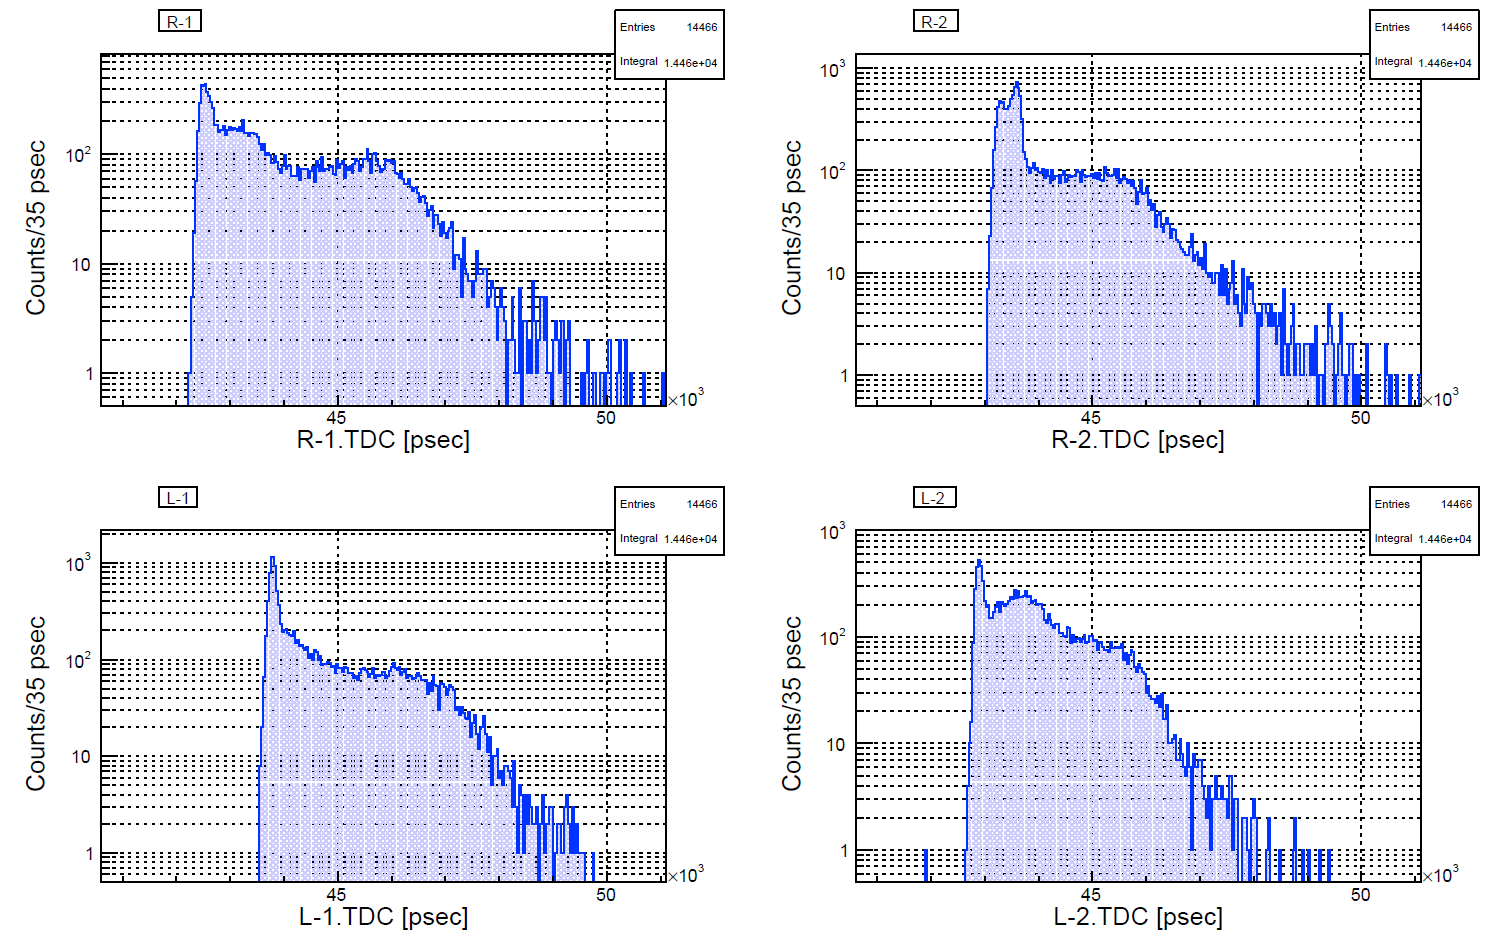 R-1
Entries 14466
Integral 1.446e+04
Counts/35 psec
10²
10
1
45
50
×10³
R-1.TDC [psec]
R-2
Entries 14466
Integral 1.446e+04
Counts/35 psec
10³
10²
10
1
45
50
×10³
R-2.TDC [psec]
L-1
Entries 14466
Integral 1.446e+04
Counts/35 psec
10³
10²
10
1
45
50
×10³
L-1.TDC [psec]
L-2
Entries 14466
Integral 1.446e+04
Counts/35 psec
10³
10²
10
1
45
50
×10³
L-2.TDC [psec]